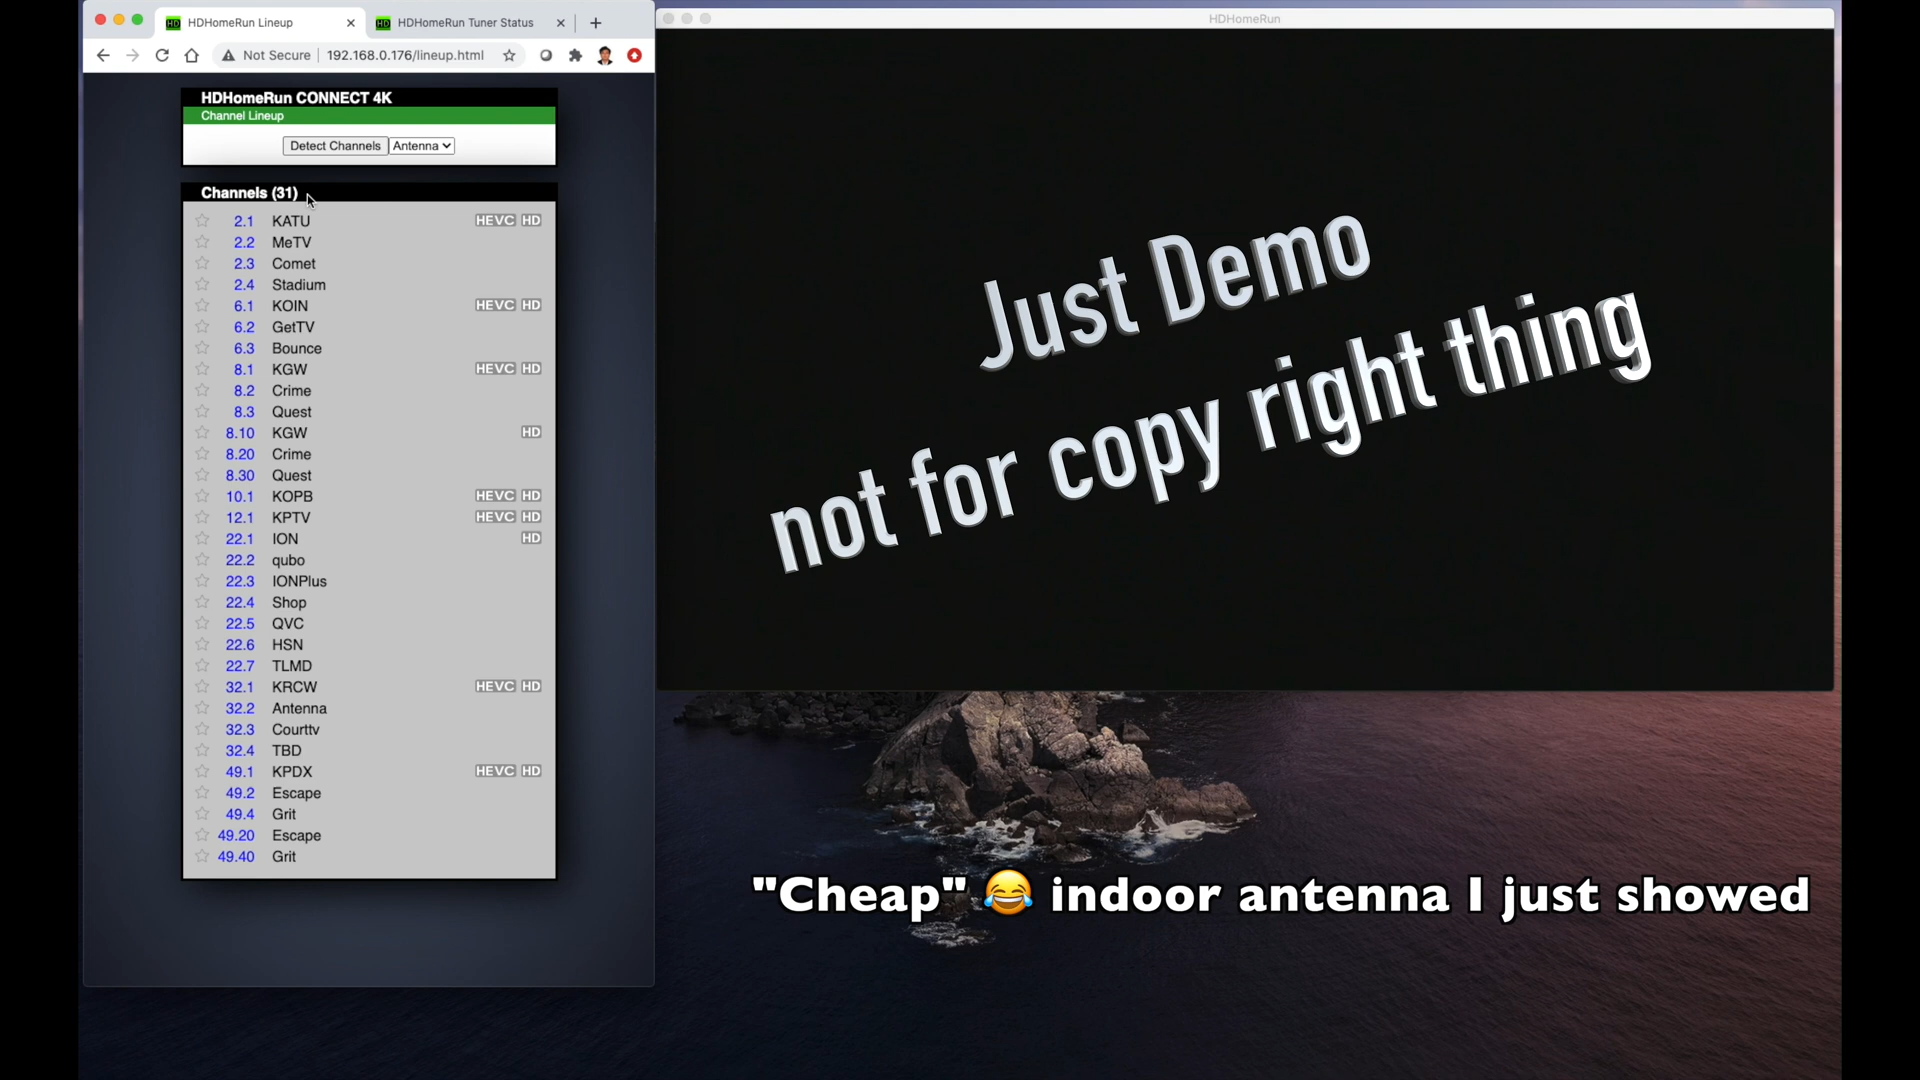 HDHomeRun Lineup
HDHomeRun Tuner Status
Not Secure
192.168.0.176/lineup.html
HDHomeRun CONNECT 4K
Channel Lineup
Detect Channels
Antenna
Channels (31)
2.1 KATU HEVC HD
2.2 MeTV
2.3 Comet
2.4 Stadium
6.1 KOIN HEVC HD
6.2 GetTV
6.3 Bounce
8.1 KGW HEVC HD
8.2 Crime
8.3 Quest
8.10 KGW HD
8.20 Crime
8.30 Quest
10.1 KOPB HEVC HD
12.1 KPTV HEVC HD
22.1 ION HD
22.2 qubo
22.3 IONPlus
22.4 Shop
22.5 QVC
22.6 HSN
22.7 TLMD
32.1 KRCW HEVC HD
32.2 Antenna
32.3 Courttv
32.4 TBD
49.1 KPDX HEVC HD
49.2 Escape
49.4 Grit
49.20 Escape
49.40 Grit
HDHomeRun
Just Demo
not for copy right thing
"Cheap" 😂 indoor antenna I just showed